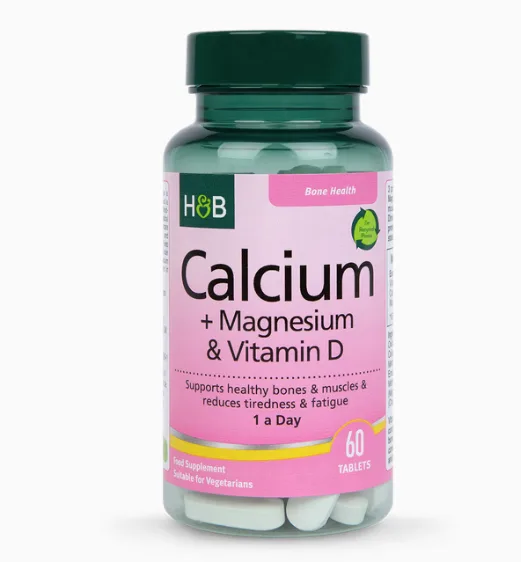 Bone Health
H&B
Calcium
+ Magnesium
& Vitamin D
Supports healthy bones & muscles &
reduces tiredness & fatigue
1 a Day
60
TABLETS
Food Supplement
Suitable for Vegetarians